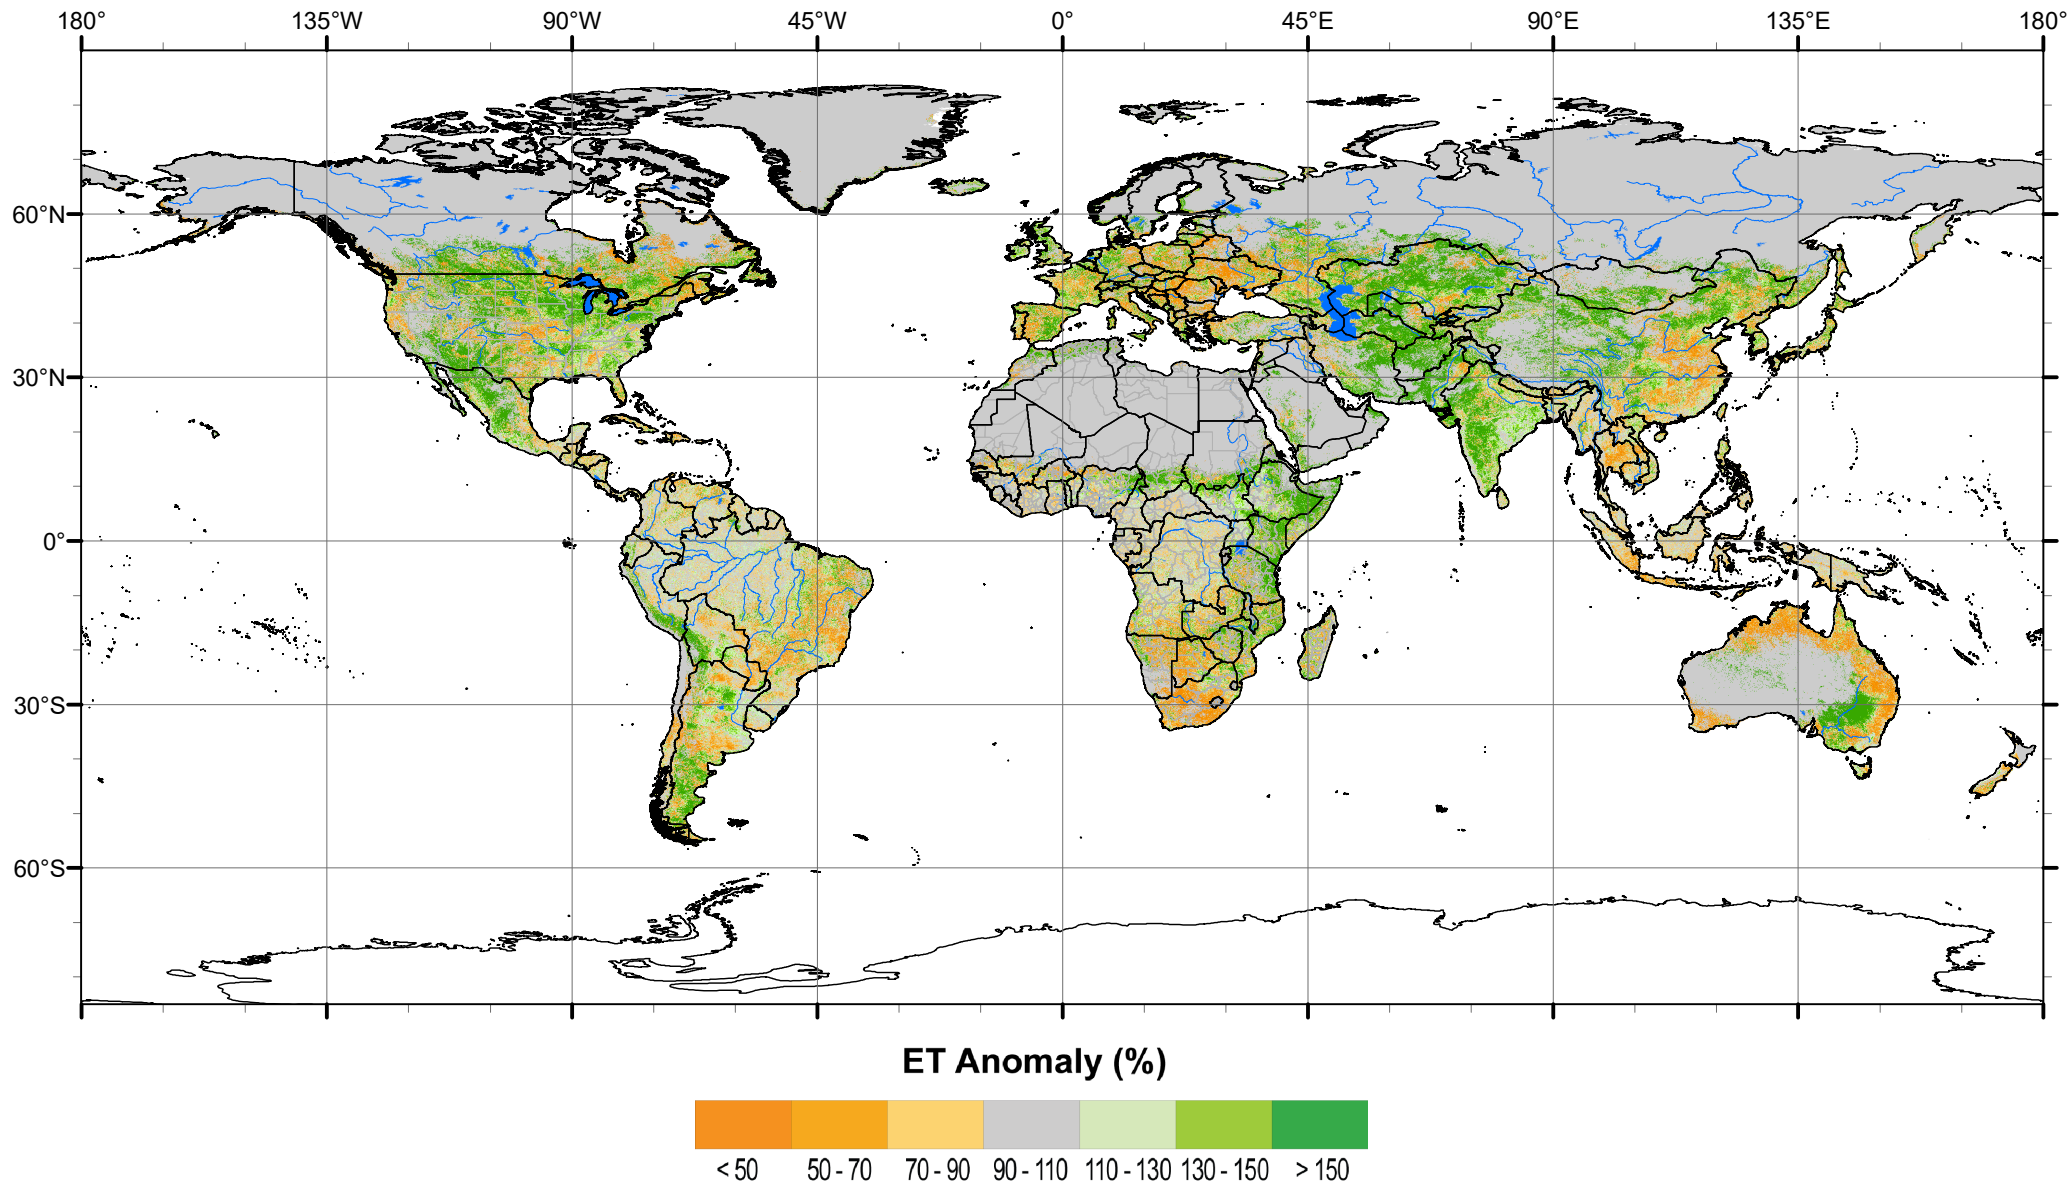 180° 135°W 90°W 45°W 0° 45°E 90°E 135°E 180°
60°N
30°N
0°
30°S
60°S
ET Anomaly (%)
< 50 50 - 70 70 - 90 90 - 110 110 - 130 130 - 150 > 150